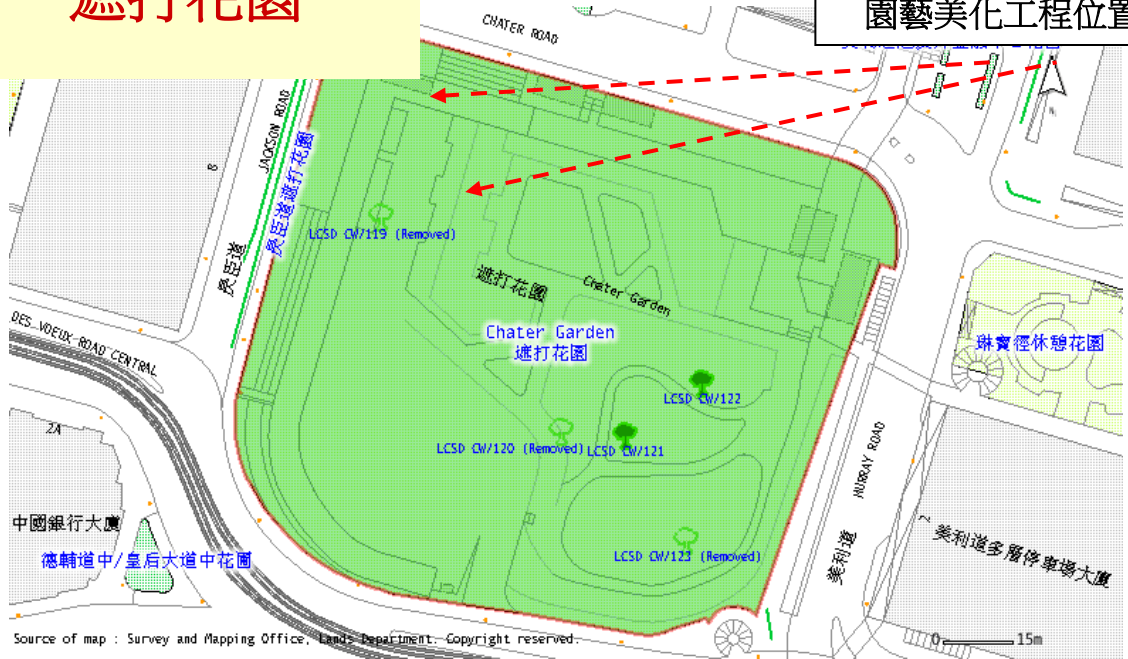 遮打花園
園藝美化工程位置
CHATER ROAD
JACKSON ROAD
昃臣道遮打花園
8
LCSD CW/119 (Removed)
昃臣道
遮打花園
Chater Garden
Chater Garden
遮打花園
DES VOEUX ROAD CENTRAL
琳寶徑休憩花園
LCSD CW/122
2A
LCSD CW/120 (Removed)
LCSD CW/121
MURRAY ROAD
中國銀行大廈
德輔道中/皇后大道中花圃
LCSD CW/123 (Removed)
美利道
美利道多層停車場大廈
Source of map : Survey and Mapping Office, Lands Department. Copyright reserved.
0 15m